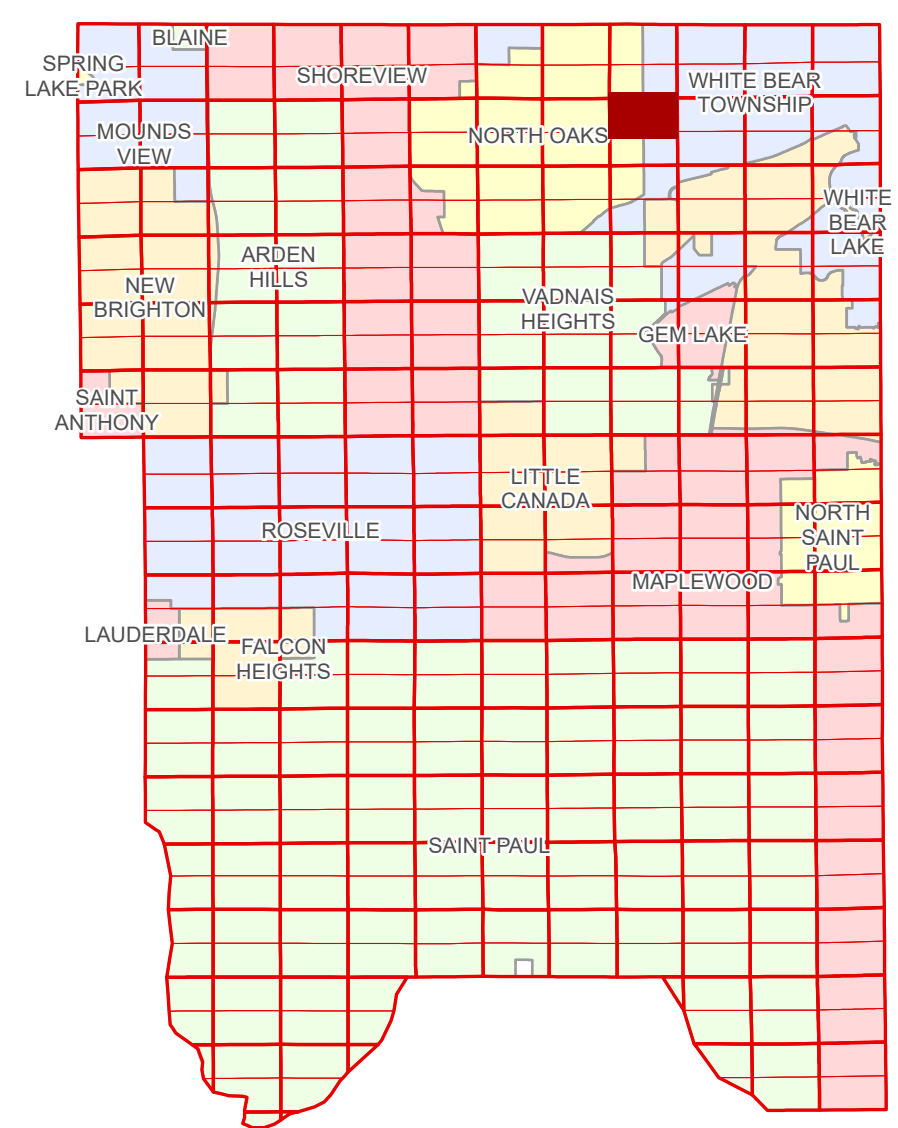 BLAINE
SPRING
LAKE PARK
SHOREVIEW
WHITE BEAR
TOWNSHIP
MOUNDS
VIEW
NORTH OAKS
WHITE
BEAR
LAKE
ARDEN
HILLS
NEW
BRIGHTON
VADNAIS
HEIGHTS
GEM LAKE
SAINT
ANTHONY
LITTLE
CANADA
ROSEVILLE
NORTH
SAINT
PAUL
MAPLEWOOD
LAUDERDALE
FALCON
HEIGHTS
SAINT PAUL